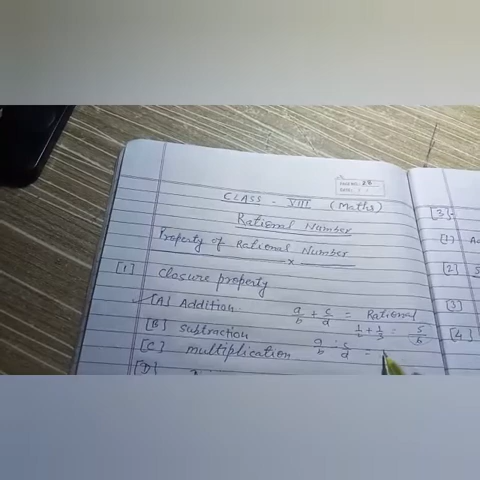 PAGE NO.: 28
DATE: / /
CLASS - VIII (Maths)
Rational Number
Property of Rational Number
x
[1] Closure property
[A] Addition. a/b + c/d = Rational
1/2 + 1/3 = 5/6
[B] Subtraction
[C] multiplication a/b · c/d =
[D]
[3]
(1)
[2]
[3]
[4]